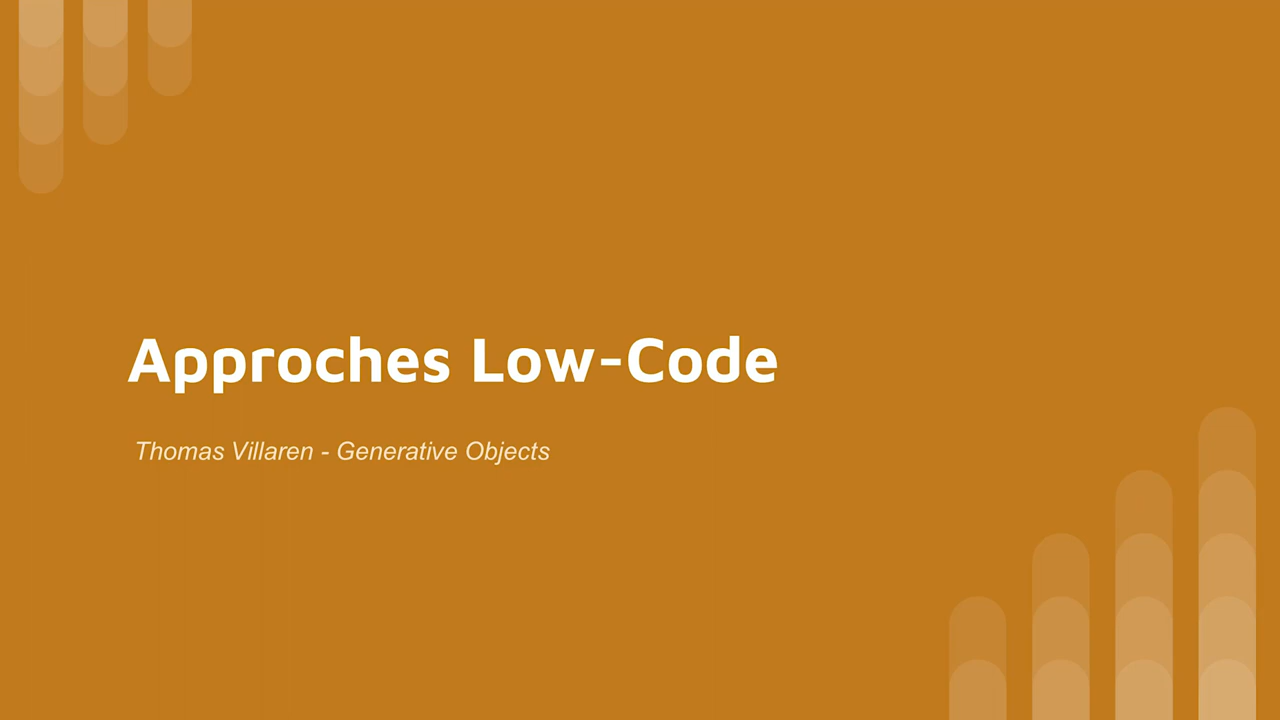 Approches Low-Code
Thomas Villaren - Generative Objects